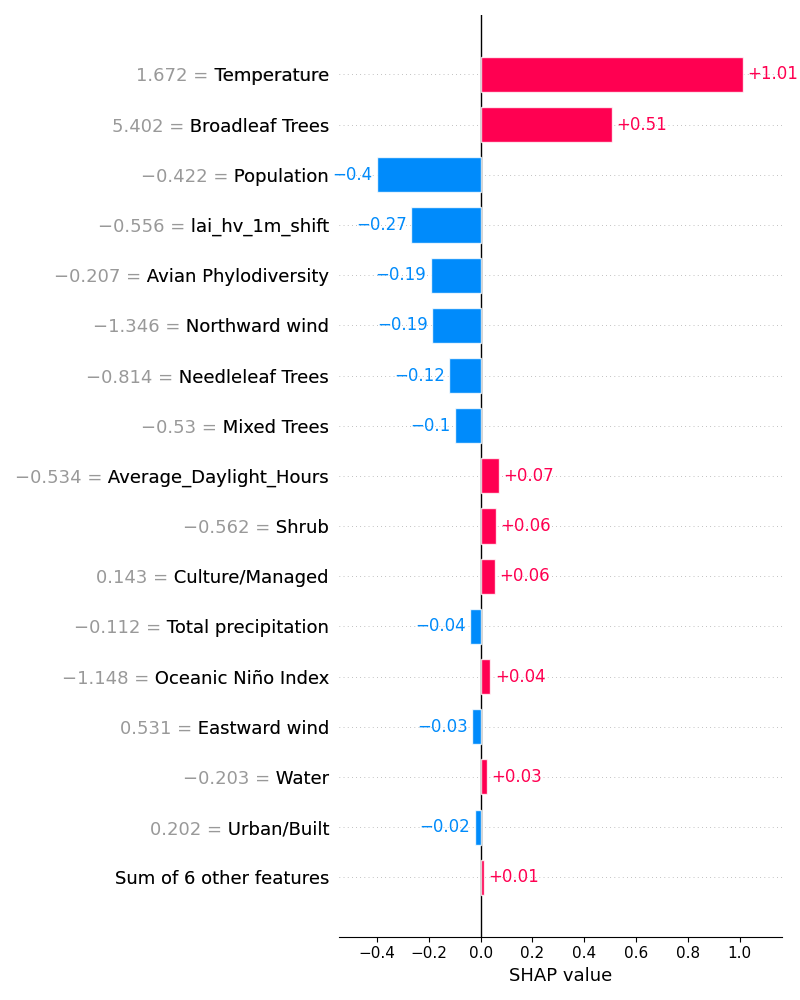 1.672 = Temperature +1.01
5.402 = Broadleaf Trees +0.51
−0.422 = Population −0.4
−0.556 = lai_hv_1m_shift −0.27
−0.207 = Avian Phylodiversity −0.19
−1.346 = Northward wind −0.19
−0.814 = Needleleaf Trees −0.12
−0.53 = Mixed Trees −0.1
−0.534 = Average_Daylight_Hours +0.07
−0.562 = Shrub +0.06
0.143 = Culture/Managed +0.06
−0.112 = Total precipitation −0.04
−1.148 = Oceanic Niño Index +0.04
0.531 = Eastward wind −0.03
−0.203 = Water +0.03
0.202 = Urban/Built −0.02
Sum of 6 other features +0.01
−0.4 −0.2 0.0 0.2 0.4 0.6 0.8 1.0
SHAP value